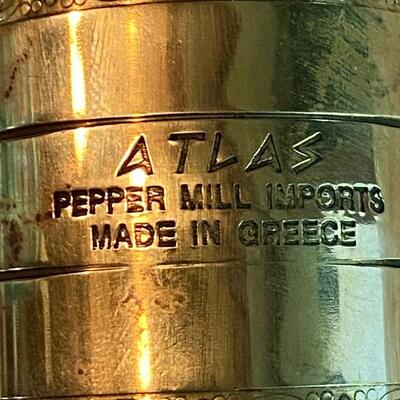 ATLAS
PEPPER MILL IMPORTS
MADE IN GREECE